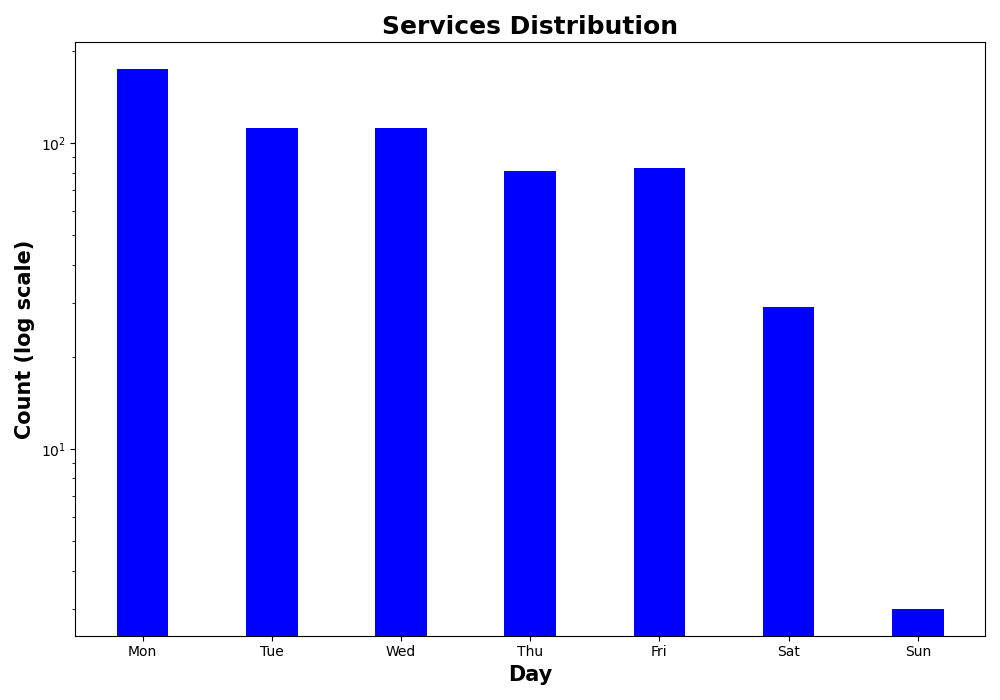 Services Distribution
Count (log scale)
10²
10¹
Mon Tue Wed Thu Fri Sat Sun
Day